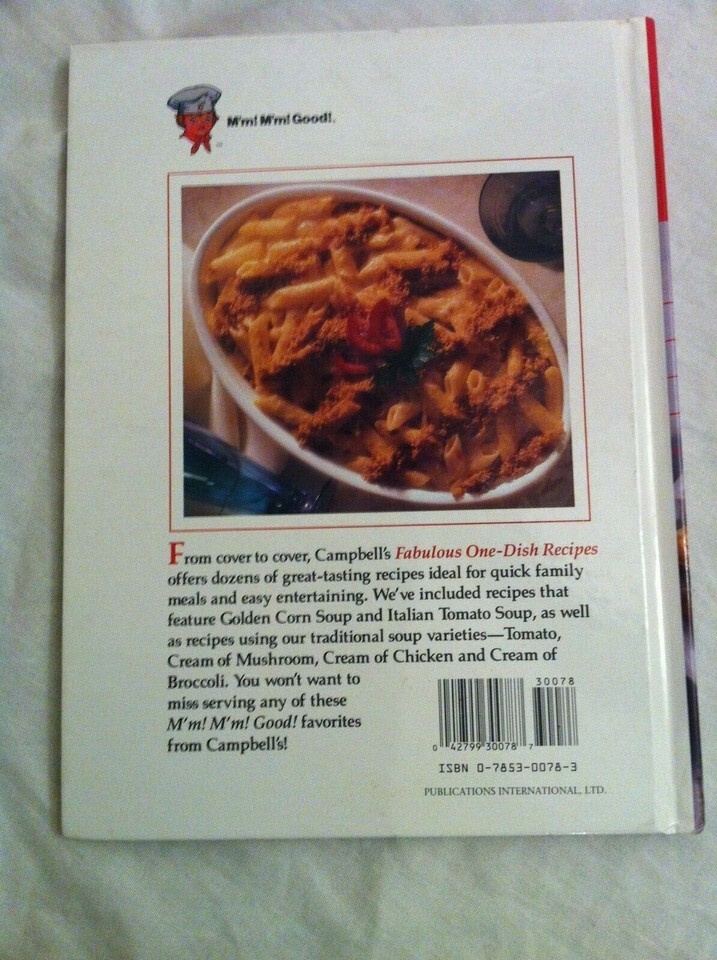 M'm! M'm! Good!®
From cover to cover, Campbell's Fabulous One-Dish Recipes
offers dozens of great-tasting recipes ideal for quick family
meals and easy entertaining. We've included recipes that
feature Golden Corn Soup and Italian Tomato Soup, as well
as recipes using our traditional soup varieties—Tomato,
Cream of Mushroom, Cream of Chicken and Cream of
Broccoli. You won't want to
miss serving any of these
M'm! M'm! Good! favorites
from Campbell's!
30078
0 42799 30078 7
ISBN 0-7853-0078-3
PUBLICATIONS INTERNATIONAL, LTD.